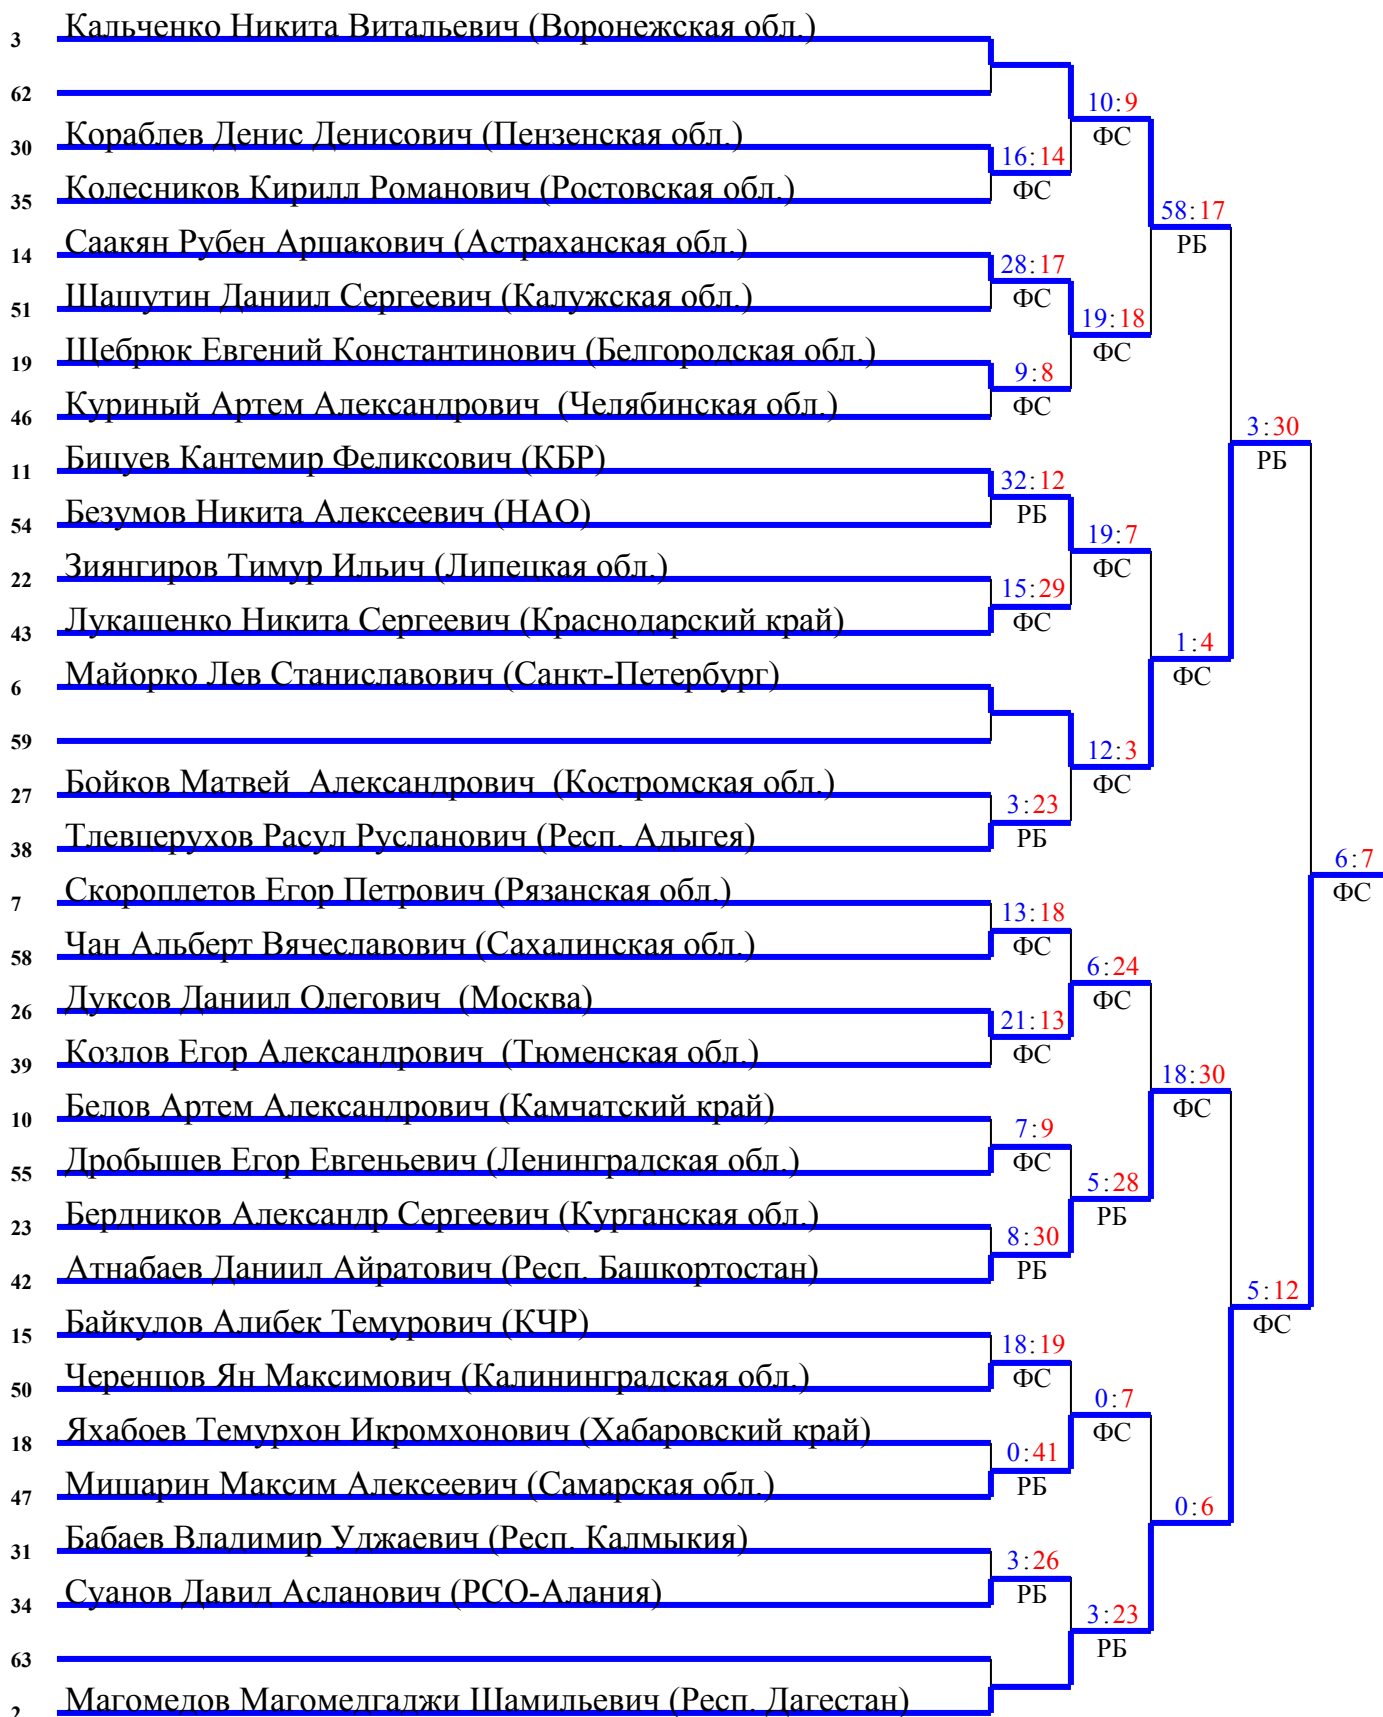 3 Кальченко Никита Витальевич (Воронежская обл.)
62
10:9
30 Кораблев Денис Денисович (Пензенская обл.)
ФС
16:14
35 Колесников Кирилл Романович (Ростовская обл.)
ФС
58:17
14 Саакян Рубен Аршакович (Астраханская обл.)
РБ
28:17
51 Шашутин Даниил Сергеевич (Калужская обл.)
ФС
19:18
19 Щебрюк Евгений Константинович (Белгородская обл.)
ФС
9:8
46 Куриный Артем Александрович (Челябинская обл.)
ФС
3:30
11 Бицуев Кантемир Феликсович (КБР)
РБ
32:12
54 Безумов Никита Алексеевич (НАО)
РБ
19:7
22 Зиянгиров Тимур Ильич (Липецкая обл.)
ФС
15:29
43 Лукашенко Никита Сергеевич (Краснодарский край)
ФС
1:4
6 Майорко Лев Станиславович (Санкт-Петербург)
ФС
59
12:3
27 Бойков Матвей Александрович (Костромская обл.)
ФС
3:23
38 Тлевцерухов Расул Русланович (Респ. Адыгея)
РБ
6:7
7 Скороплетов Егор Петрович (Рязанская обл.)
ФС
13:18
58 Чан Альберт Вячеславович (Сахалинская обл.)
ФС
6:24
26 Дуксов Даниил Олегович (Москва)
ФС
21:13
39 Козлов Егор Александрович (Тюменская обл.)
ФС
18:30
10 Белов Артем Александрович (Камчатский край)
ФС
7:9
55 Дробышев Егор Евгеньевич (Ленинградская обл.)
ФС
5:28
23 Бердников Александр Сергеевич (Курганская обл.)
РБ
8:30
42 Атнабаев Даниил Айратович (Респ. Башкортостан)
РБ
5:12
15 Байкулов Алибек Темурович (КЧР)
ФС
18:19
50 Черенцов Ян Максимович (Калининградская обл.)
ФС
0:7
18 Яхабоев Темурхон Икромхонович (Хабаровский край)
ФС
0:41
47 Мишарин Максим Алексеевич (Самарская обл.)
РБ
0:6
31 Бабаев Владимир Уджаевич (Респ. Калмыкия)
3:26
34 Суанов Давид Асланович (РСО-Алания)
РБ
3:23
63
РБ
2 Магомедов Магомедгаджи Шамильевич (Респ. Дагестан)